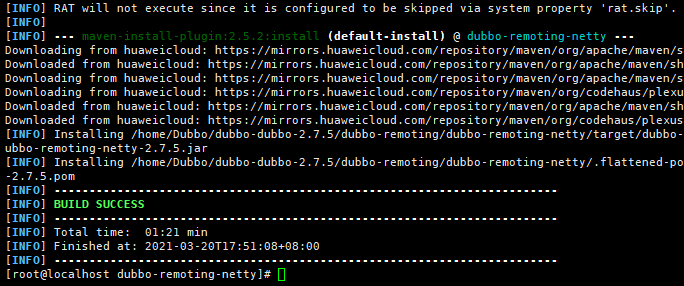 [INFO] RAT will not execute since it is configured to be skipped via system property 'rat.skip'.
[INFO]
[INFO] --- maven-install-plugin:2.5.2:install (default-install) @ dubbo-remoting-netty ---
Downloading from huaweicloud: https://mirrors.huaweicloud.com/repository/maven/org/apache/maven/s
Downloaded from huaweicloud: https://mirrors.huaweicloud.com/repository/maven/org/apache/maven/sh
Downloading from huaweicloud: https://mirrors.huaweicloud.com/repository/maven/org/apache/maven/sh
Downloading from huaweicloud: https://mirrors.huaweicloud.com/repository/maven/org/codehaus/plexu
Downloaded from huaweicloud: https://mirrors.huaweicloud.com/repository/maven/org/apache/maven/sh
Downloaded from huaweicloud: https://mirrors.huaweicloud.com/repository/maven/org/codehaus/plexus
[INFO] Installing /home/Dubbo/dubbo-dubbo-2.7.5/dubbo-remoting/dubbo-remoting-netty/target/dubbo-
ubbo-remoting-netty-2.7.5.jar
[INFO] Installing /home/Dubbo/dubbo-dubbo-2.7.5/dubbo-remoting/dubbo-remoting-netty/.flattened-po
-2.7.5.pom
[INFO] ------------------------------------------------------------------------
[INFO] BUILD SUCCESS
[INFO] ------------------------------------------------------------------------
[INFO] Total time:  01:21 min
[INFO] Finished at: 2021-03-20T17:51:08+08:00
[INFO] ------------------------------------------------------------------------
[root@localhost dubbo-remoting-netty]#